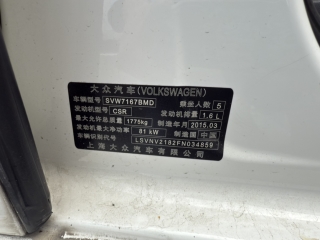 大众汽车(VOLKSWAGEN)
车辆型号 SVW7167BMD 乘坐人数 5
发动机型号 CSR 发动机排量 1.6 L
最大允许总质量 1775kg 制造年月 2015.03
发动机最大净功率 81 kW 制造国 中国
车辆识别代号 LSVNV2182FN034859
上海大众汽车有限公司